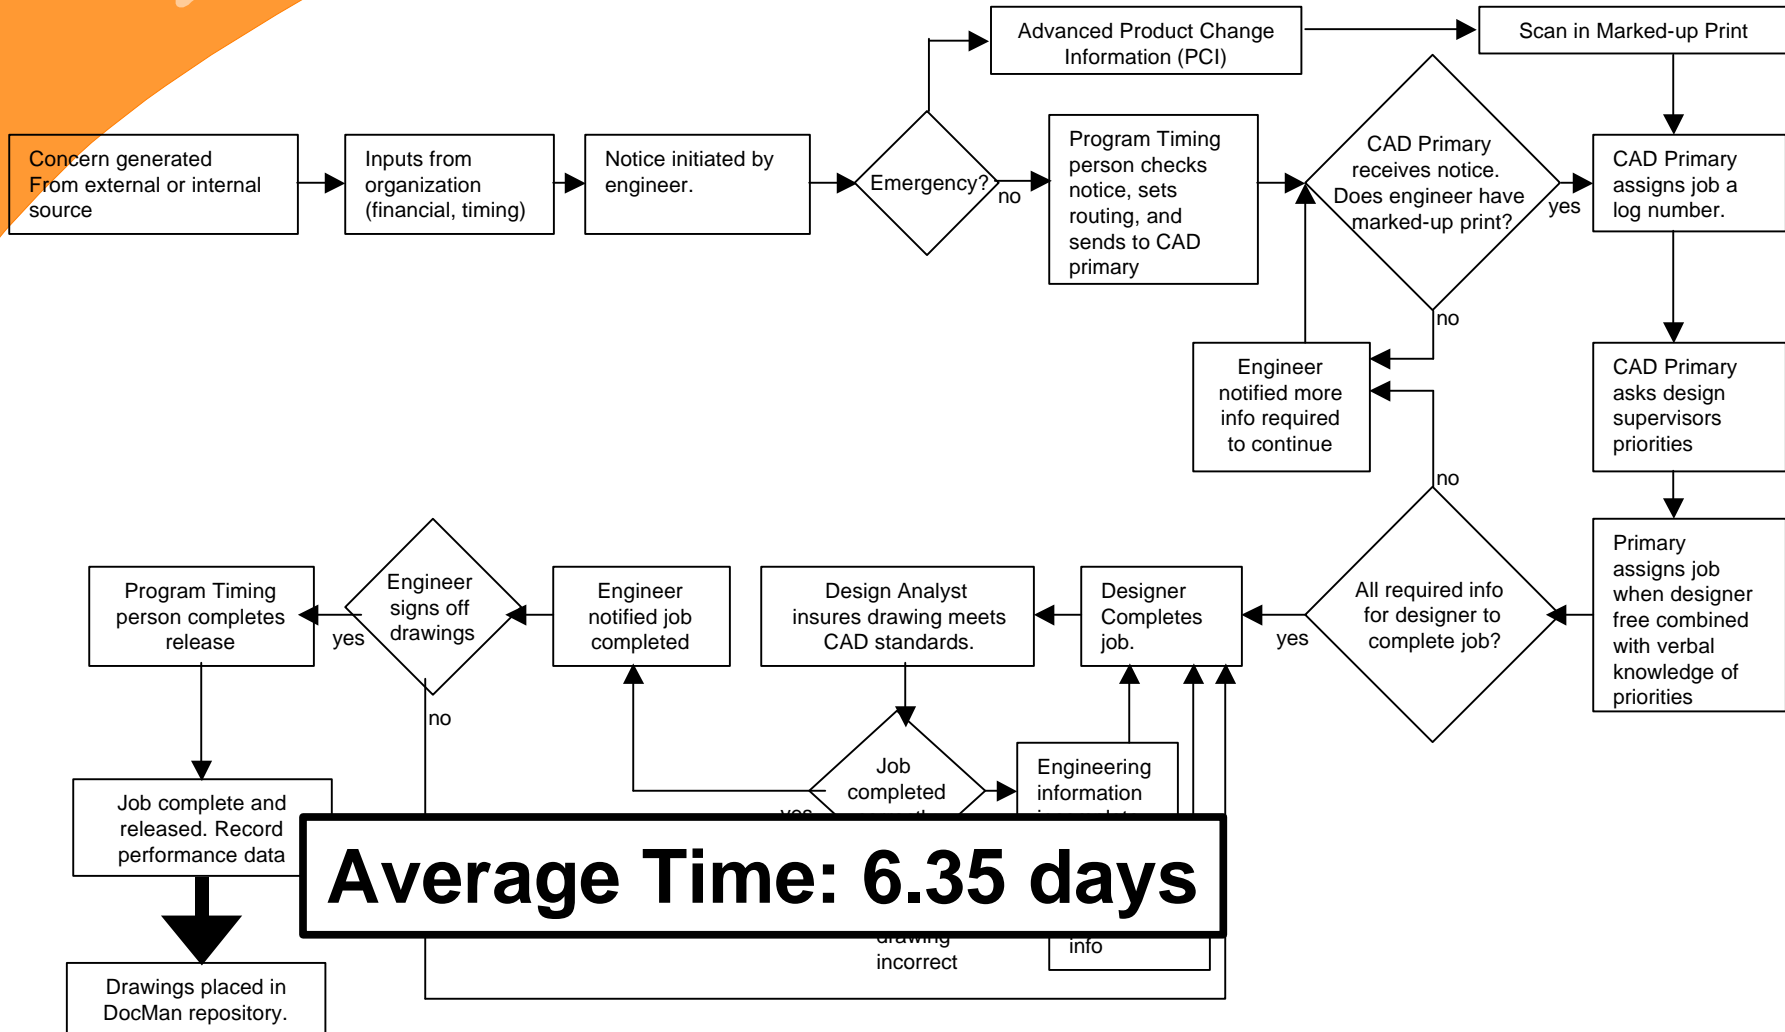 Advanced Product Change
Information (PCI)
Scan in Marked-up Print
Concern generated
From external or internal
source
Inputs from
organization
(financial, timing)
Notice initiated by
engineer.
Emergency?
no
Program Timing
person checks
notice, sets
routing, and
sends to CAD
primary
CAD Primary
receives notice.
Does engineer have
marked-up print?
yes
no
CAD Primary
assigns job a
log number.
Engineer
notified more
info required
to continue
CAD Primary
asks design
supervisors
priorities
no
Program Timing
person completes
release
yes
Engineer
signs off
drawings
no
Engineer
notified job
completed
Design Analyst
insures drawing meets
CAD standards.
Designer
Completes
job.
yes
All required info
for designer to
complete job?
Primary
assigns job
when designer
free combined
with verbal
knowledge of
priorities
Job
completed
Engineering
information
Job complete and
released. Record
performance data
Average Time: 6.35 days
drawing
incorrect
info
Drawings placed in
DocMan repository.